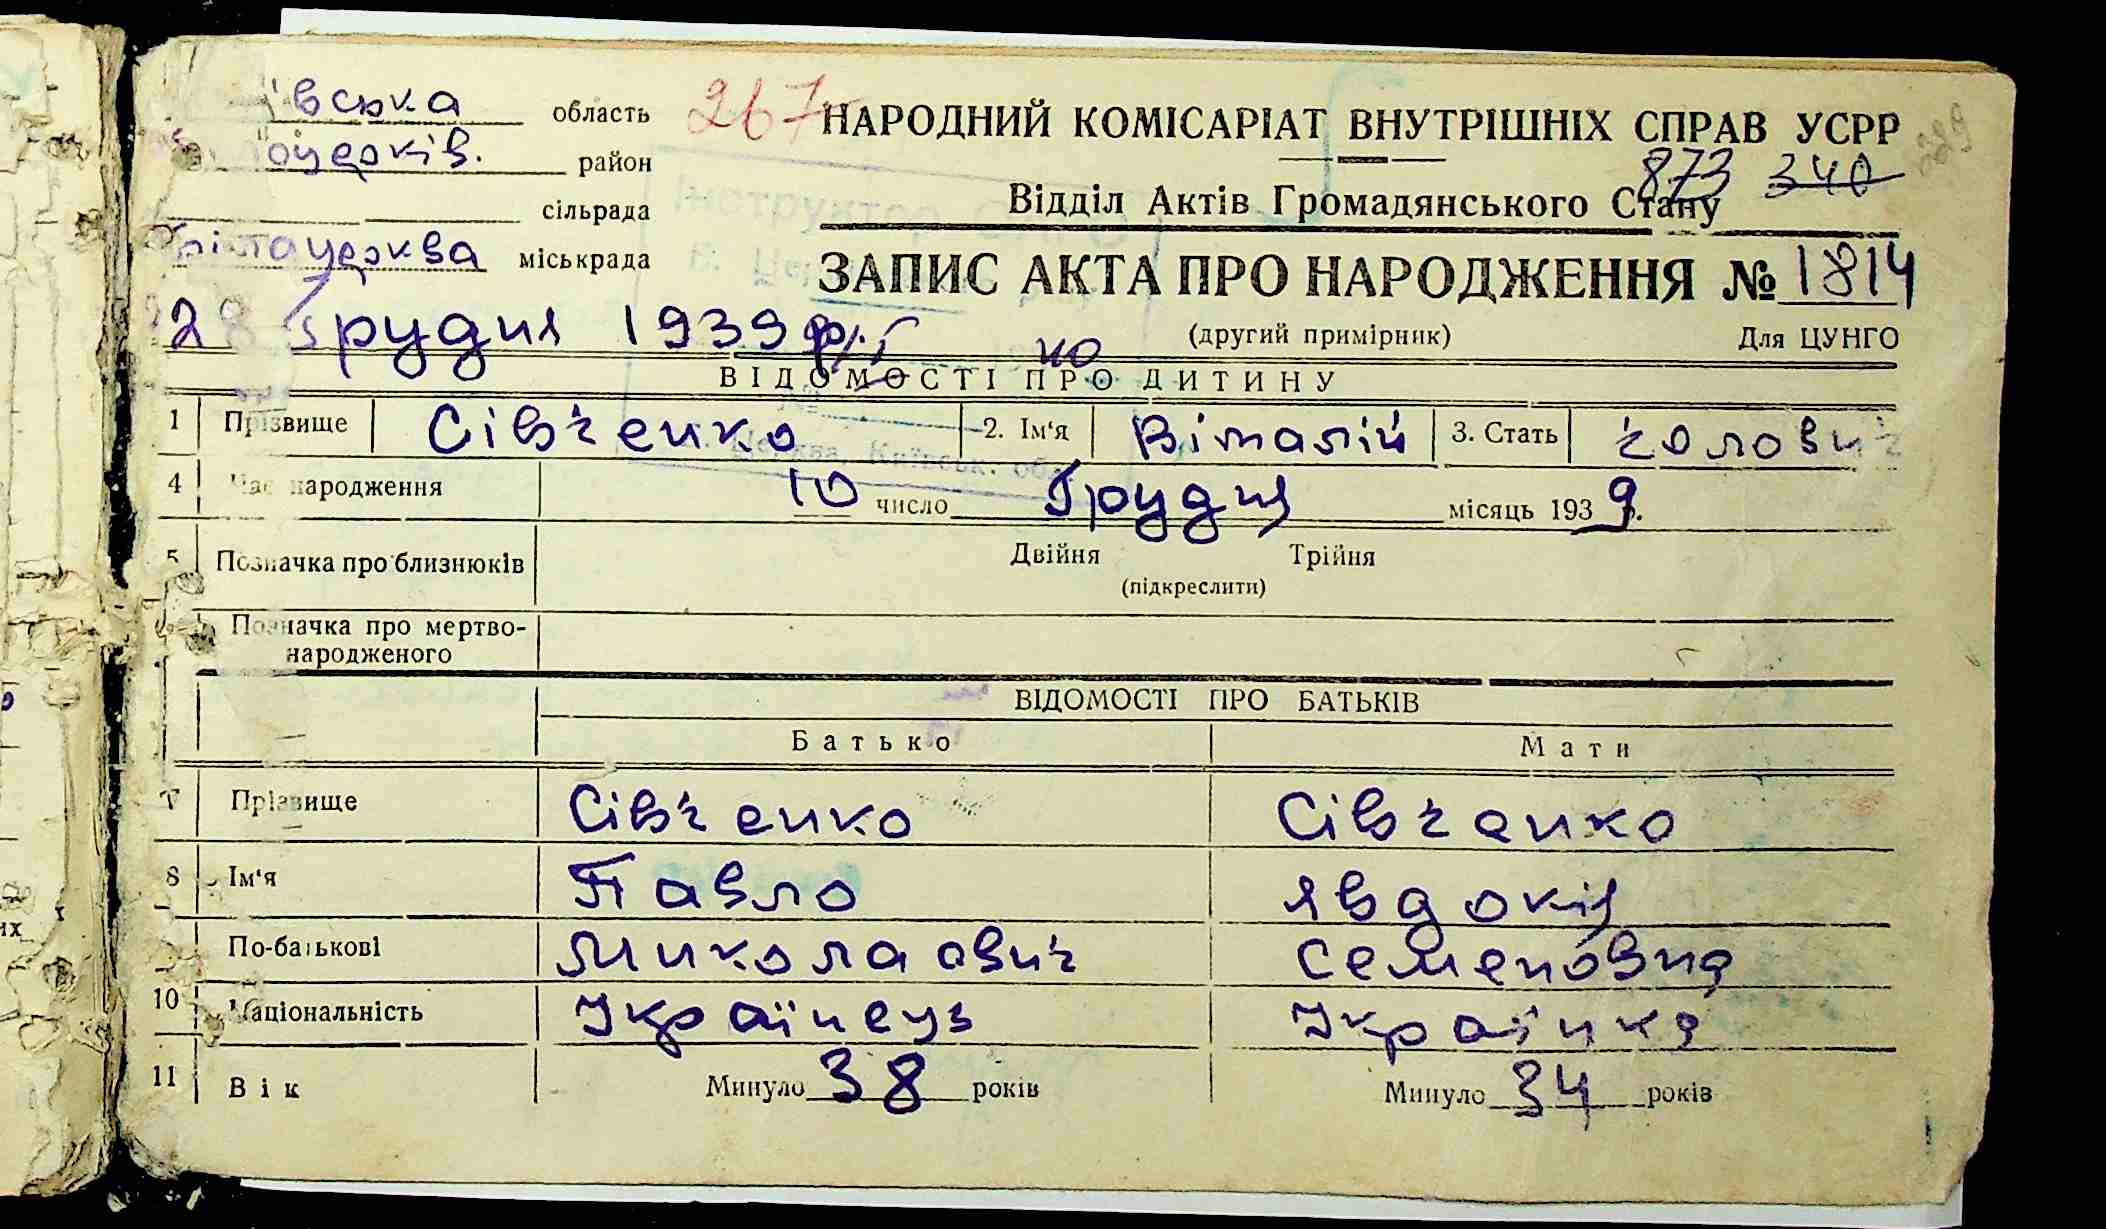 івська область 267 НАРОДНИЙ КОМІСАРІАТ ВНУТРІШНІХ СПРАВ УСРР
оцерків. район 873 340
сільрада Відділ Актів Громадянського Стану
Білацерква міськрада ЗАПИС АКТА ПРО НАРОДЖЕННЯ № 1814
28 Грудня 1939 (другий примірник) Для ЦУНГО
ВІДОМОСТІ ПРО ДИТИНУ
1 Прізвище Сівченко 2. Ім'я Віталій 3. Стать чоловіч
4 Час народження 10 число Грудня місяць 1939.
5 Позначка про близнюків Двійня Трійня
(підкреслити)
Позначка про мертво-
народженого
ВІДОМОСТІ ПРО БАТЬКІВ
Батько Мати
7 Прізвище Сівченко Сівченко
8 Ім'я Павло Явдокія
По-батькові Миколаович Семеновна
10 Національність Українець Українка
11 Вік Минуло 38 років Минуло 34 років